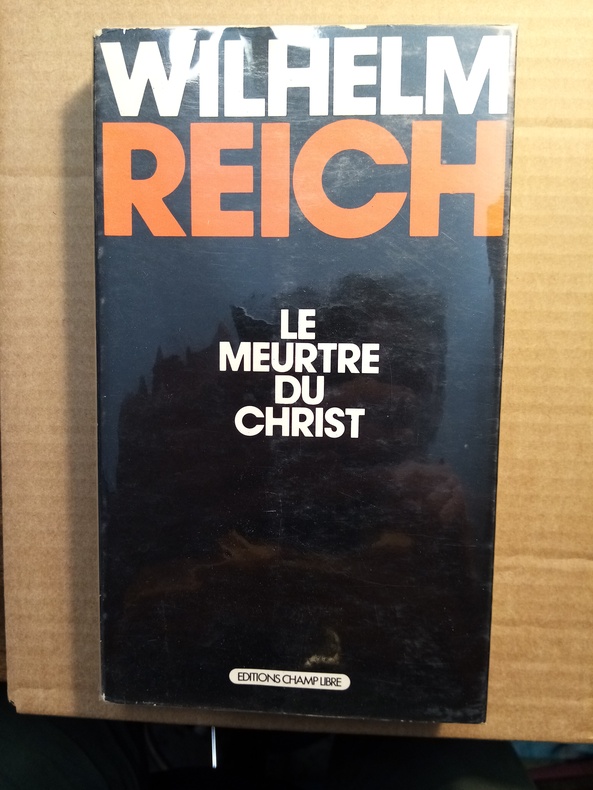 WILHELM
REICH
LE
MEURTRE
DU
CHRIST
EDITIONS CHAMP LIBRE